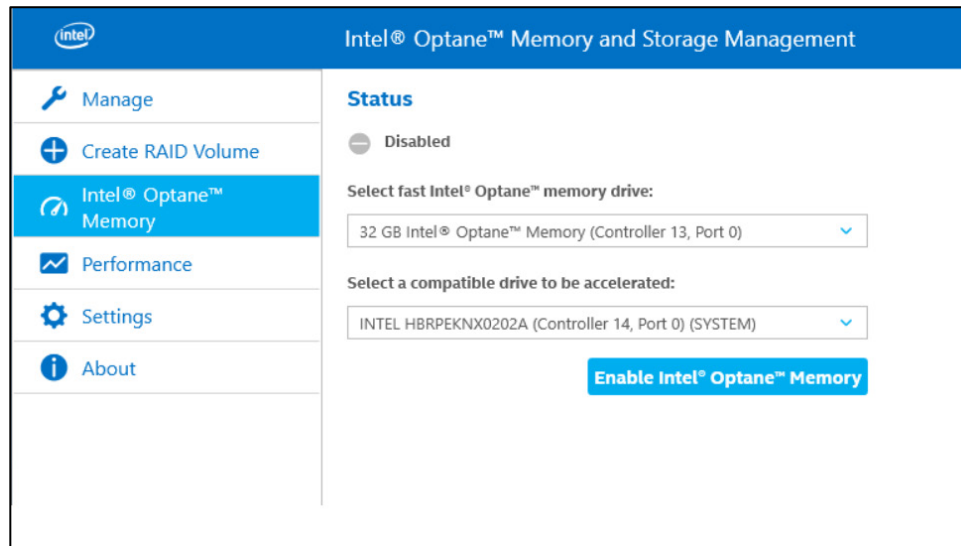 intel
Intel® Optane™ Memory and Storage Management
Manage
Create RAID Volume
Intel® Optane™
Memory
Performance
Settings
About
Status
Disabled
Select fast Intel® Optane™ memory drive:
32 GB Intel® Optane™ Memory (Controller 13, Port 0)
Select a compatible drive to be accelerated:
INTEL HBRPEKNX0202A (Controller 14, Port 0) (SYSTEM)
Enable Intel® Optane™ Memory